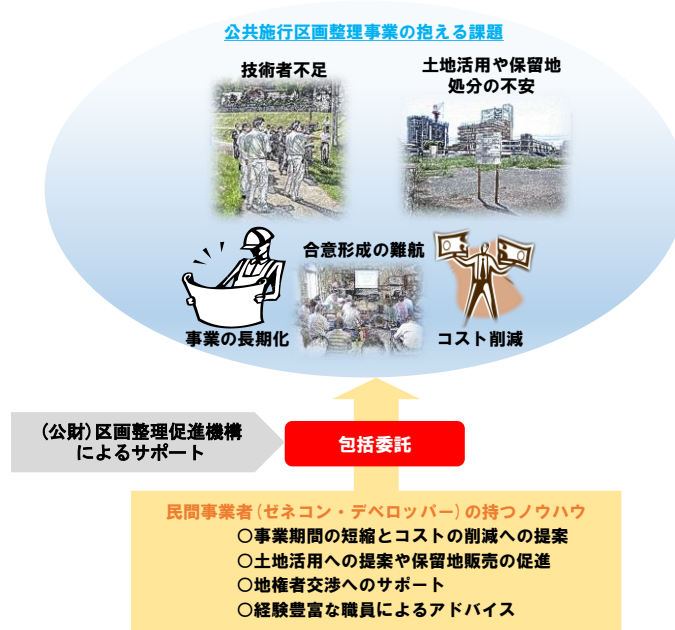 公共施行区画整理事業の抱える課題
技術者不足
土地活用や保留地
処分の不安
合意形成の難航
事業の長期化
コスト削減
(公財)区画整理促進機構
によるサポート
包括委託
民間事業者(ゼネコン・デベロッパー)の持つノウハウ
〇事業期間の短縮とコストの削減への提案
〇土地活用への提案や保留地販売の促進
〇地権者交渉へのサポート
〇経験豊富な職員によるアドバイス